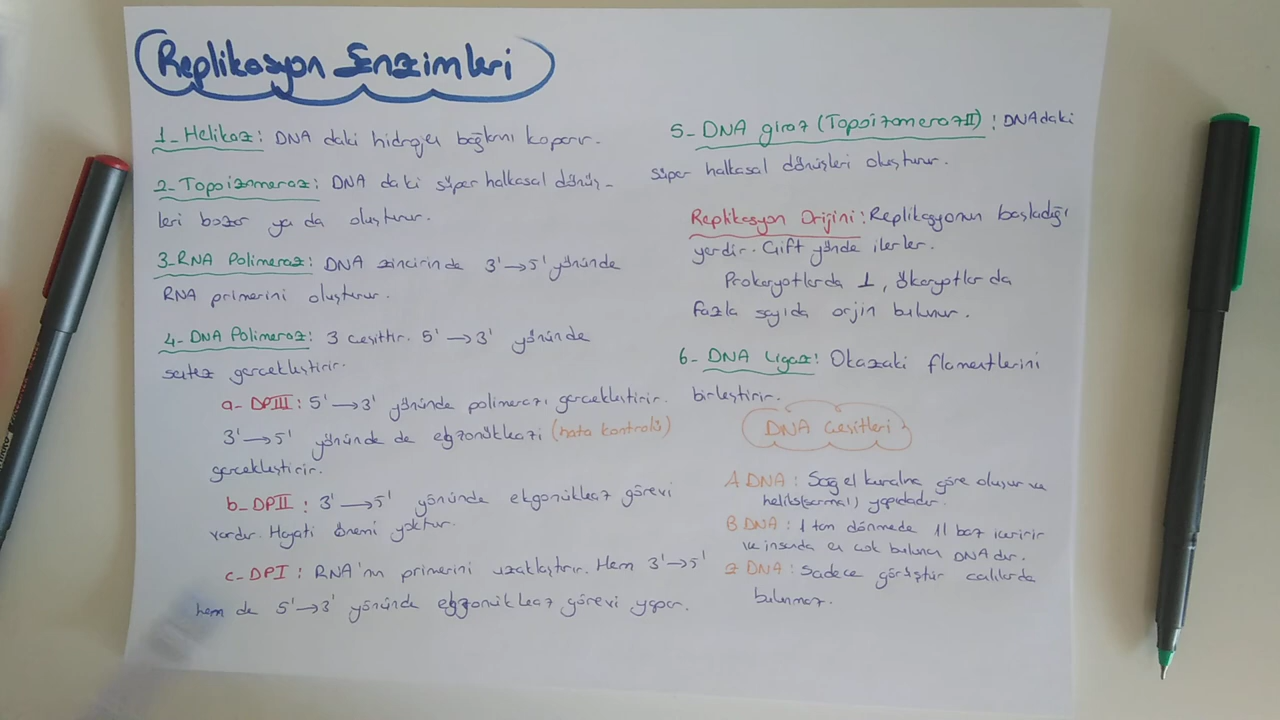 Replikasyon Enzimleri
1- Helikaz: DNA daki hidrojen bağlarını koparır.
2- Topoizomeraz: DNA daki süper halkasal dönüş-
leri bozar ya da oluşturur.
3- RNA Polimeraz: DNA zincirinde 3'→5' yönünde
RNA primerini oluşturur.
4- DNA Polimeraz: 3 çeşittir. 5'→3' yönünde
sentez gerçekleştirir.
a- DPIII: 5'→3' yönünde polimerazı gerçekleştirir.
3'→5' yönünde de egzonükleazı (hata kontrolü)
gerçekleştirir.
b- DPII: 3'→5' yönünde ekzonükleaz görevi
vardır. Hayati önemi yoktur.
c- DPI: RNA'nın primerini uzaklaştırır. Hem 3'→5'
hem de 5'→3' yönünde egzonükleaz görevi yapar.
5- DNA giraz (Topoizomeraz II): DNA daki
süper halkasal dönüşleri oluşturur.
Replikasyon Orijini: Replikasyonun başladığı
yerdir. Çift yönde ilerler.
Prokaryotlarda 1, ökaryotlarda
fazla sayıda orjin bulunur.
6- DNA Ligaz: Okazaki flamentlerini
birleştirir.
DNA Çeşitleri
A DNA: Sağ el kuralına göre oluşur ve
heliks(sarmal) yapıdadır.
B DNA: 1 tam dönmede 11 baz içerir
ve insanda en çok bulunan DNA dır.
Z DNA: Sadece görüştür canlılarda
bulunmaz.